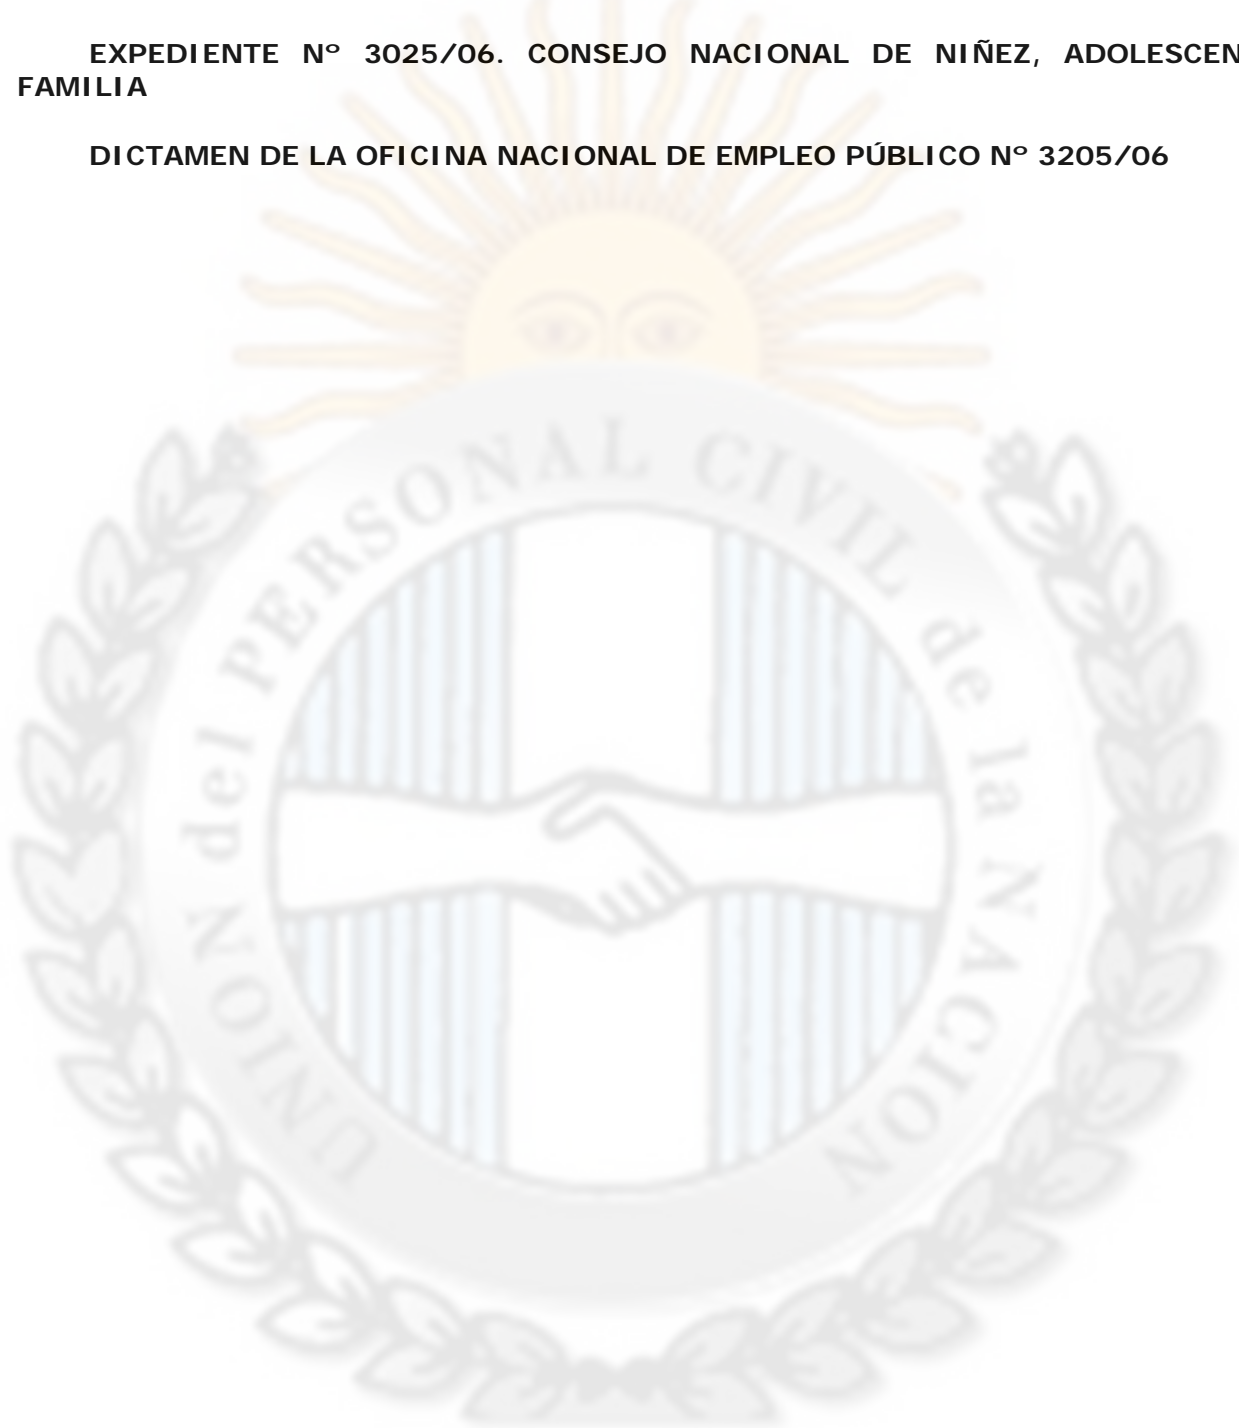 EXPEDIENTE Nº 3025/06. CONSEJO NACIONAL DE NIÑEZ, ADOLESCEN
FAMILIA
DICTAMEN DE LA OFICINA NACIONAL DE EMPLEO PÚBLICO Nº 3205/06
UNION del PERSONAL CIVIL de la NACION